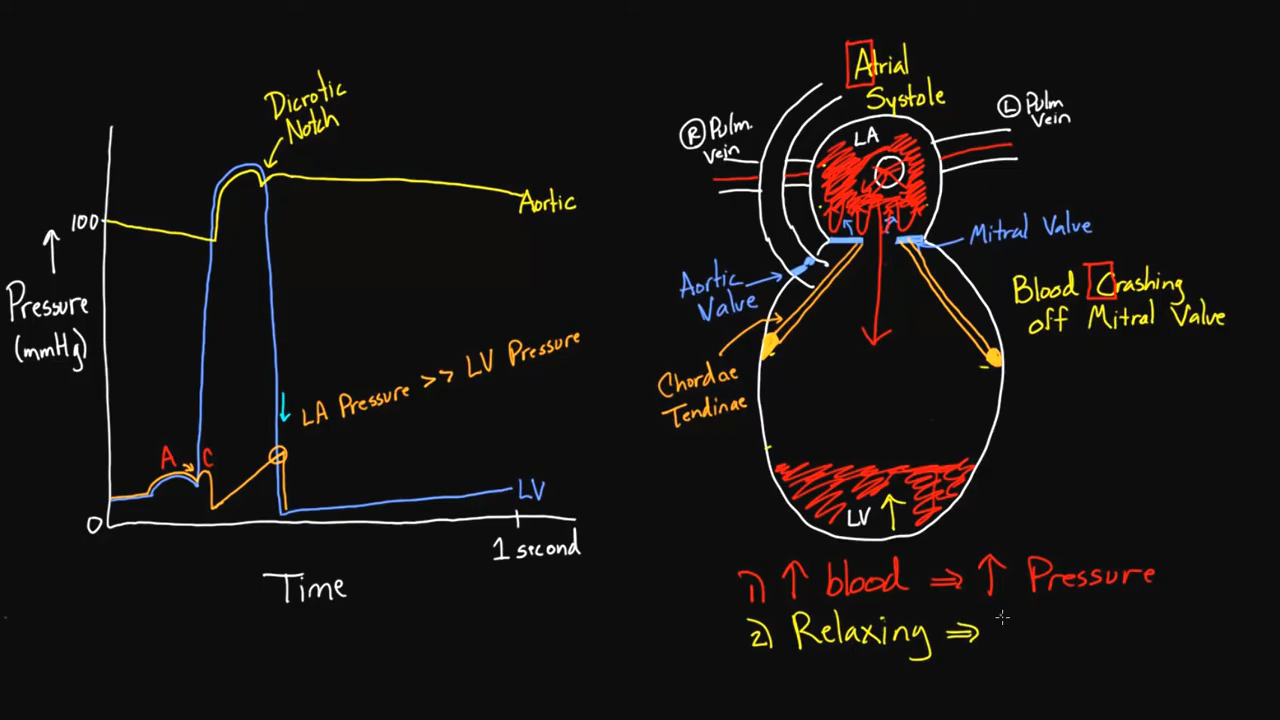 Dicrotic
Notch
100
Aortic
Pressure
(mmHg)
LA Pressure >> LV Pressure
A
C
LV
0
1 second
Time
Atrial
Systole
Ⓡ Pulm.
vein
LA
Ⓛ Pulm
Vein
Mitral Valve
Aortic
Valve
Blood Crashing
off Mitral Valve
Chordae
Tendinae
LV
1) ↑ blood ⇒ ↑ Pressure
2) Relaxing ⇒